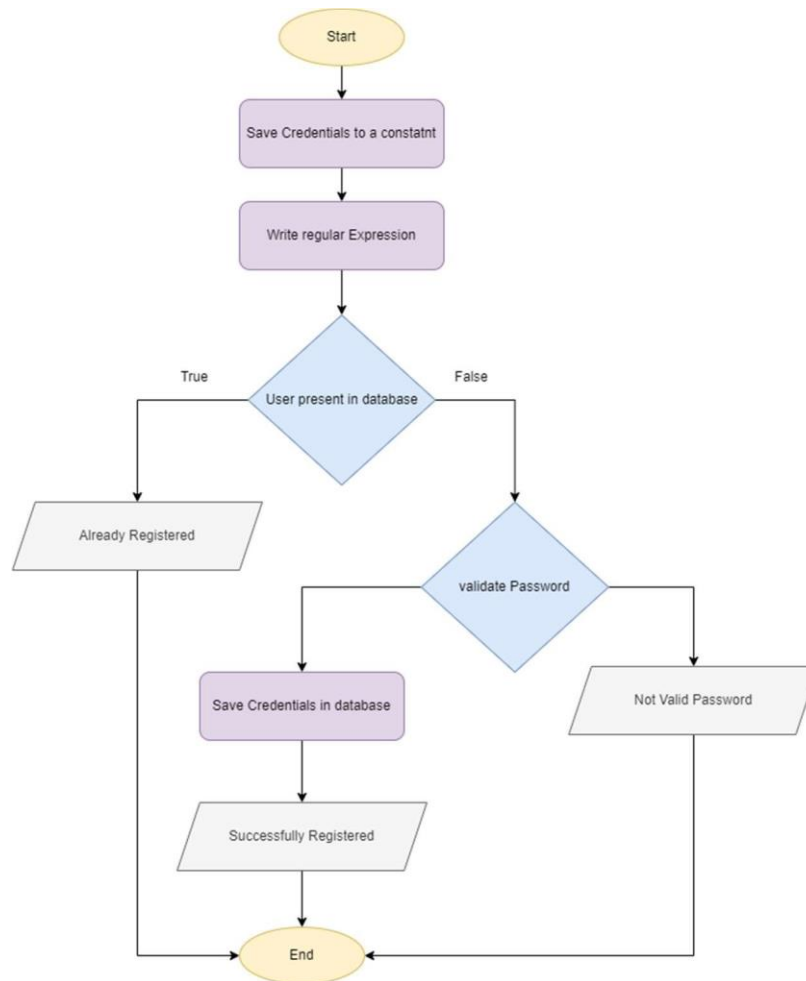 Start
Save Credentials to a constatnt
Write regular Expression
True
False
User present in database
Already Registered
validate Password
Save Credentials in database
Not Valid Password
Successfully Registered
End